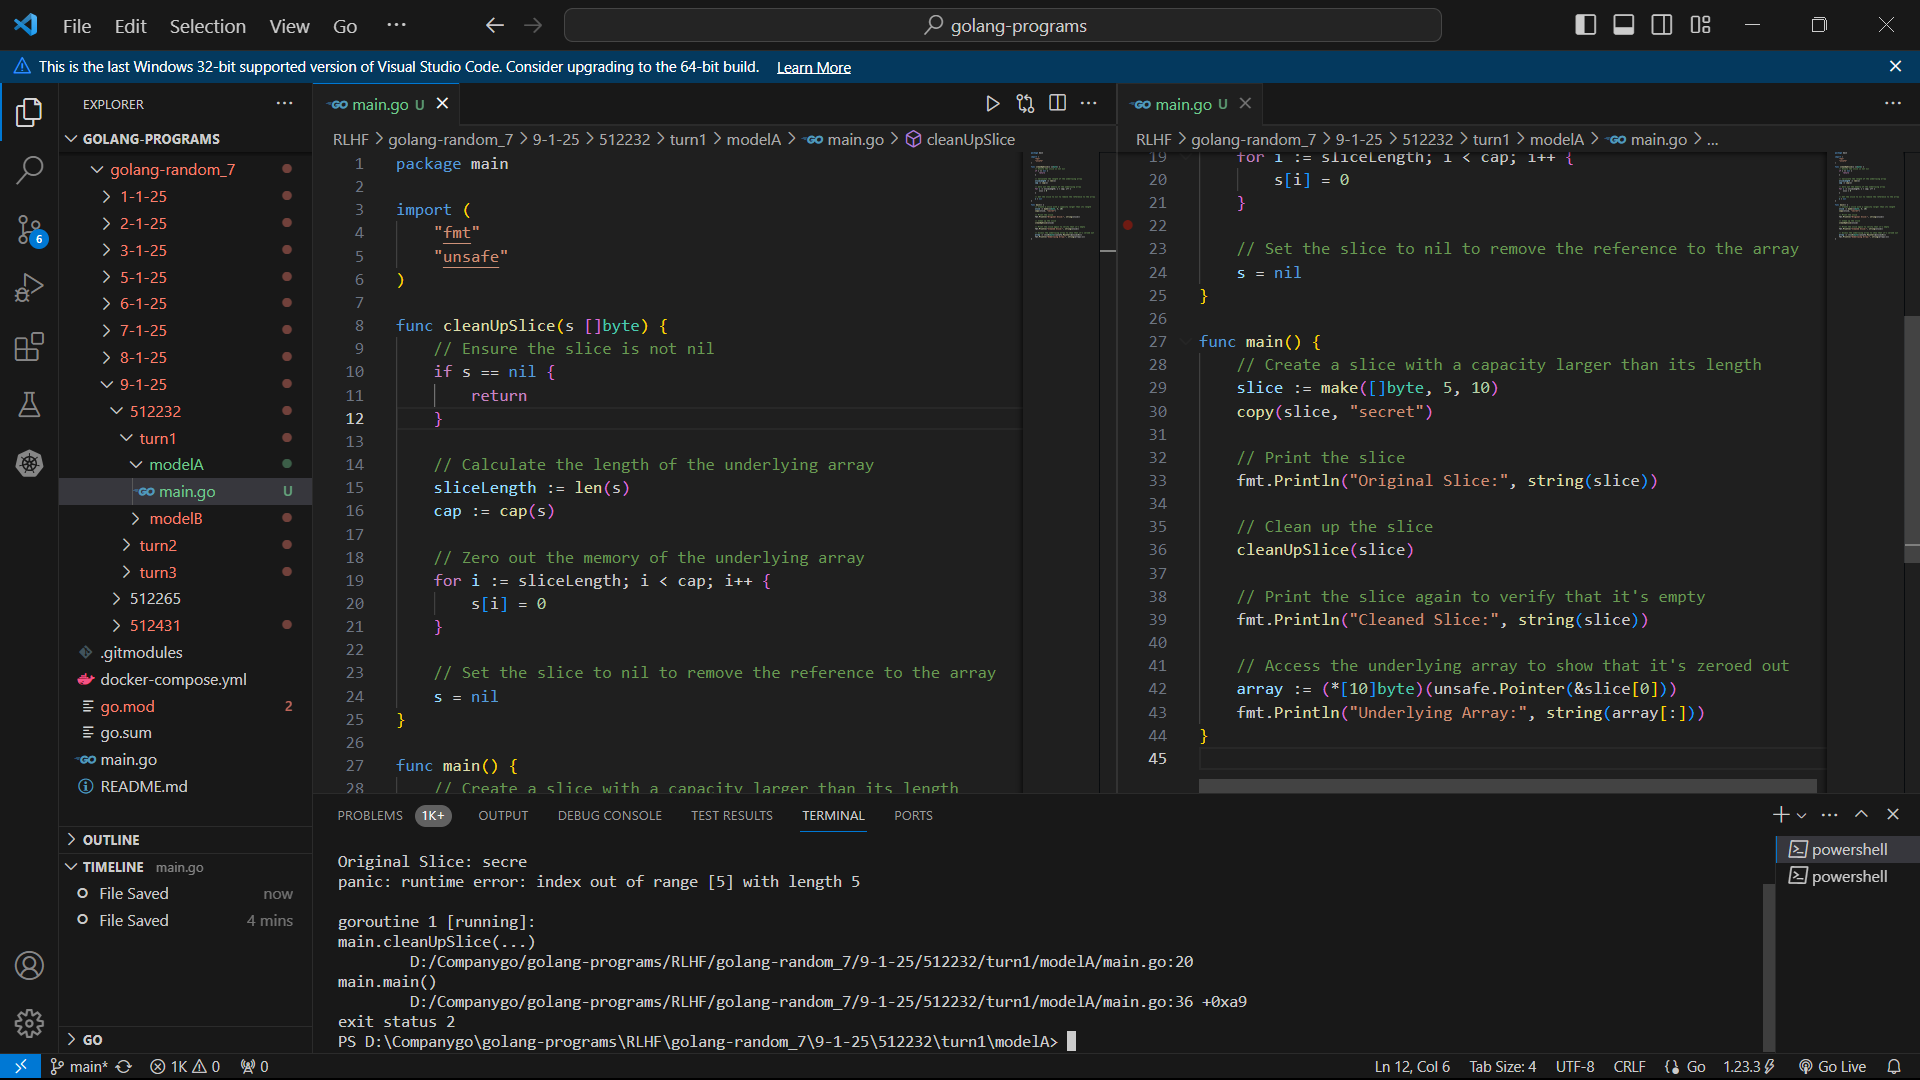 File Edit Selection View Go ··· golang-programs
This is the last Windows 32-bit supported version of Visual Studio Code. Consider upgrading to the 64-bit build. Learn More
EXPLORER
GOLANG-PROGRAMS
golang-random_7
1-1-25
2-1-25
3-1-25
5-1-25
6-1-25
7-1-25
8-1-25
9-1-25
512232
turn1
modelA
main.go U
modelB
turn2
turn3
512265
512431
.gitmodules
docker-compose.yml
go.mod 2
go.sum
main.go
README.md
OUTLINE
TIMELINE main.go
File Saved now
File Saved 4 mins
GO
6
main.go U
RLHF > golang-random_7 > 9-1-25 > 512232 > turn1 > modelA > main.go > cleanUpSlice
1 package main
2
3 import (
4 "fmt"
5 "unsafe"
6 )
7
8 func cleanUpSlice(s []byte) {
9 // Ensure the slice is not nil
10 if s == nil {
11 return
12 }
13
14 // Calculate the length of the underlying array
15 sliceLength := len(s)
16 cap := cap(s)
17
18 // Zero out the memory of the underlying array
19 for i := sliceLength; i < cap; i++ {
20 s[i] = 0
21 }
22
23 // Set the slice to nil to remove the reference to the array
24 s = nil
25 }
26
27 func main() {
28 // Create a slice with a capacity larger than its length
main.go U
RLHF > golang-random_7 > 9-1-25 > 512232 > turn1 > modelA > main.go > ...
19 for i := sliceLength; i < cap; i++ {
20 s[i] = 0
21 }
22
23 // Set the slice to nil to remove the reference to the array
24 s = nil
25 }
26
27 func main() {
28 // Create a slice with a capacity larger than its length
29 slice := make([]byte, 5, 10)
30 copy(slice, "secret")
31
32 // Print the slice
33 fmt.Println("Original Slice:", string(slice))
34
35 // Clean up the slice
36 cleanUpSlice(slice)
37
38 // Print the slice again to verify that it's empty
39 fmt.Println("Cleaned Slice:", string(slice))
40
41 // Access the underlying array to show that it's zeroed out
42 array := (*[10]byte)(unsafe.Pointer(&slice[0]))
43 fmt.Println("Underlying Array:", string(array[:]))
44 }
45
PROBLEMS 1K+ OUTPUT DEBUG CONSOLE TEST RESULTS TERMINAL PORTS
Original Slice: secre
panic: runtime error: index out of range [5] with length 5

goroutine 1 [running]:
main.cleanUpSlice(...)
D:/Companygo/golang-programs/RLHF/golang-random_7/9-1-25/512232/turn1/modelA/main.go:20
main.main()
D:/Companygo/golang-programs/RLHF/golang-random_7/9-1-25/512232/turn1/modelA/main.go:36 +0xa9
exit status 2
PS D:\Companygo\golang-programs\RLHF\golang-random_7\9-1-25\512232\turn1\modelA>
powershell
powershell
main* 1K 0 0 Ln 12, Col 6 Tab Size: 4 UTF-8 CRLF Go 1.23.3 Go Live